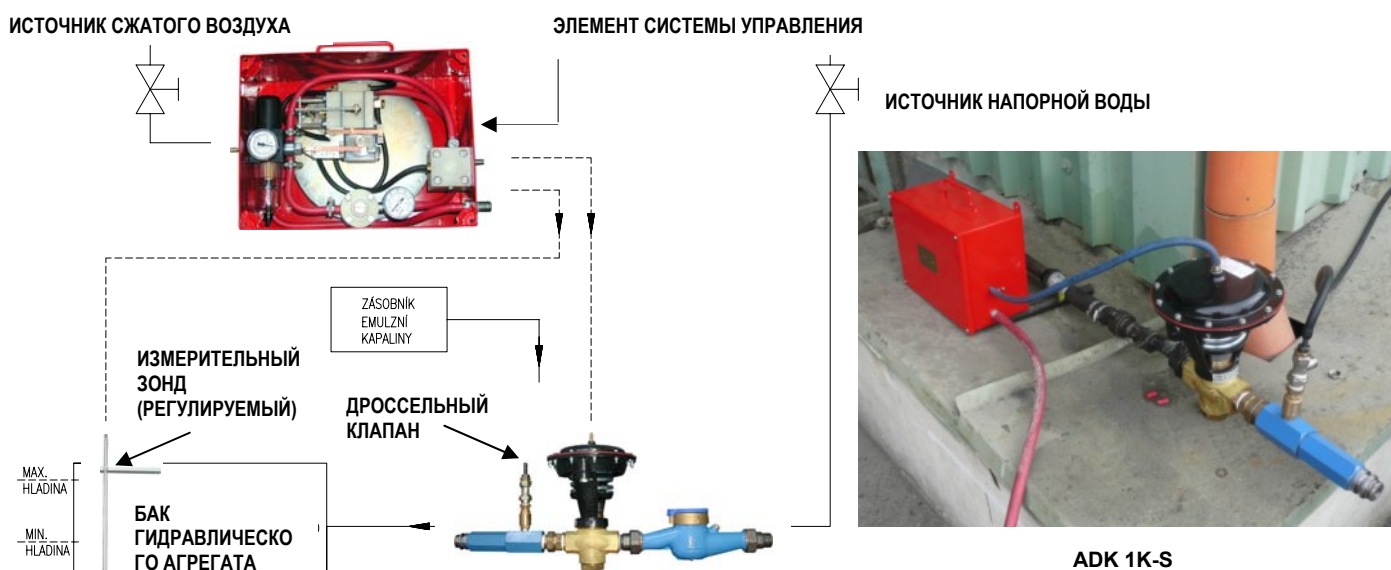 ИСТОЧНИК СЖАТОГО ВОЗДУХА
ЭЛЕМЕНТ СИСТЕМЫ УПРАВЛЕНИЯ
ИСТОЧНИК НАПОРНОЙ ВОДЫ
ZÁSOBNÍK
EMULZNÍ
KAPALINY
ИЗМЕРИТЕЛЬНЫЙ
ЗОНД
(РЕГУЛИРУЕМЫЙ)
ДРОССЕЛЬНЫЙ
КЛАПАН
MAX.
HLADINA
MIN.
HLADINA
БАК
ГИДРАВЛИЧЕСКО
ГО АГРЕГАТА
ADK 1K-S